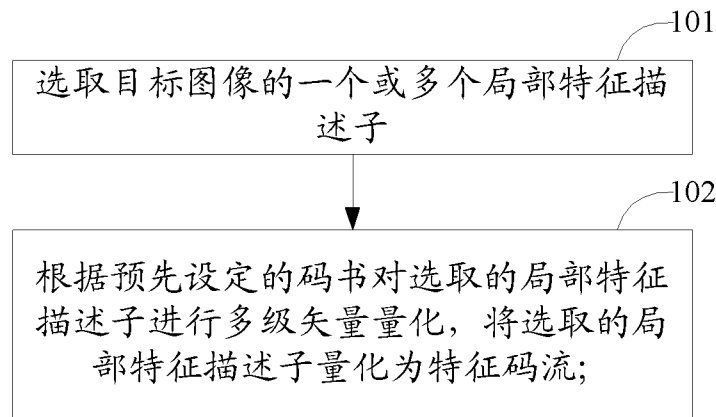 101
选取目标图像的一个或多个局部特征描
述子
102
根据预先设定的码书对选取的局部特征
描述子进行多级矢量量化，将选取的局
部特征描述子量化为特征码流;